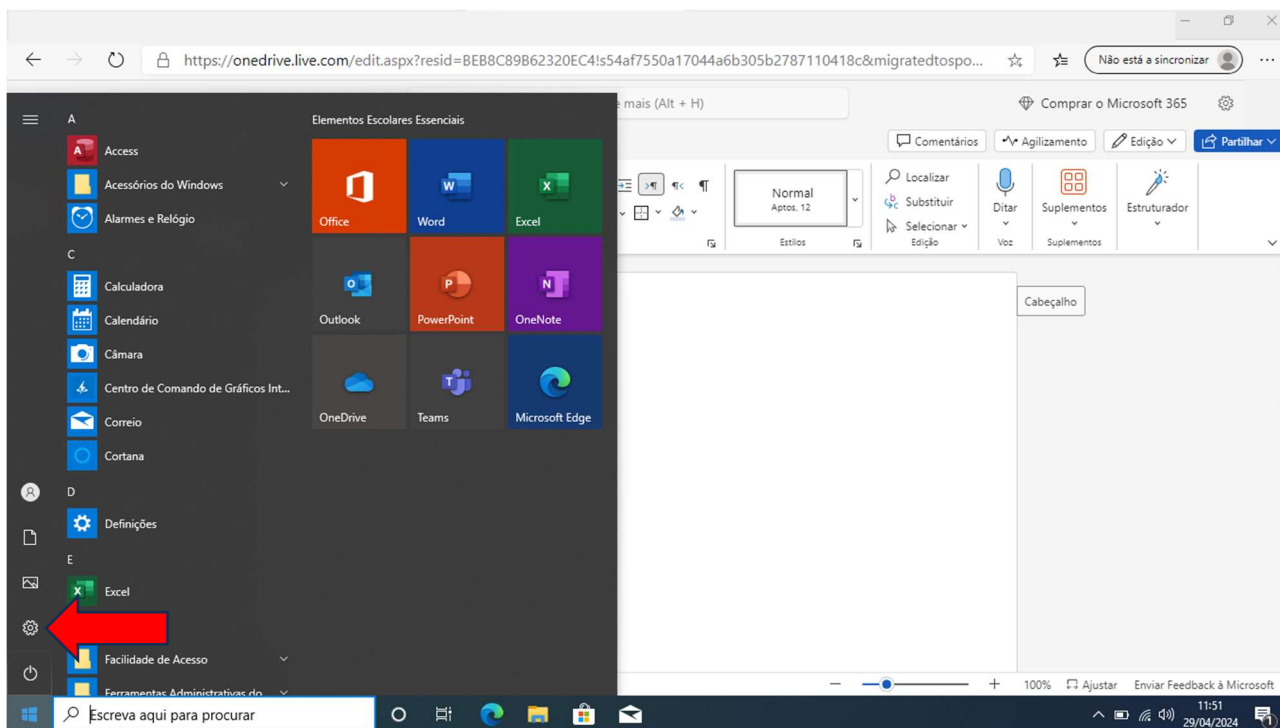 https://onedrive.live.com/edit.aspx?resid=BEB8C89B62320EC4!s54af7550a17044a6b305b2787110418c&migratedtospo...
Não está a sincronizar
e mais (Alt + H)
Comprar o Microsoft 365
Comentários
Agilizamento
Edição
Partilhar
Normal
Aptos, 12
Estilos
Localizar
Substituir
Selecionar
Edição
Ditar
Voz
Suplementos
Suplementos
Estruturador
Cabeçalho
A
Access
Acessórios do Windows
Alarmes e Relógio
C
Calculadora
Calendário
Câmara
Centro de Comando de Gráficos Int...
Correio
Cortana
D
Definições
E
Excel
Facilidade de Acesso
Ferramentas Administrativas do
Elementos Escolares Essenciais
Office
Word
Excel
Outlook
PowerPoint
OneNote
OneDrive
Teams
Microsoft Edge
100%
Ajustar
Enviar Feedback à Microsoft
Escreva aqui para procurar
11:51
29/04/2024